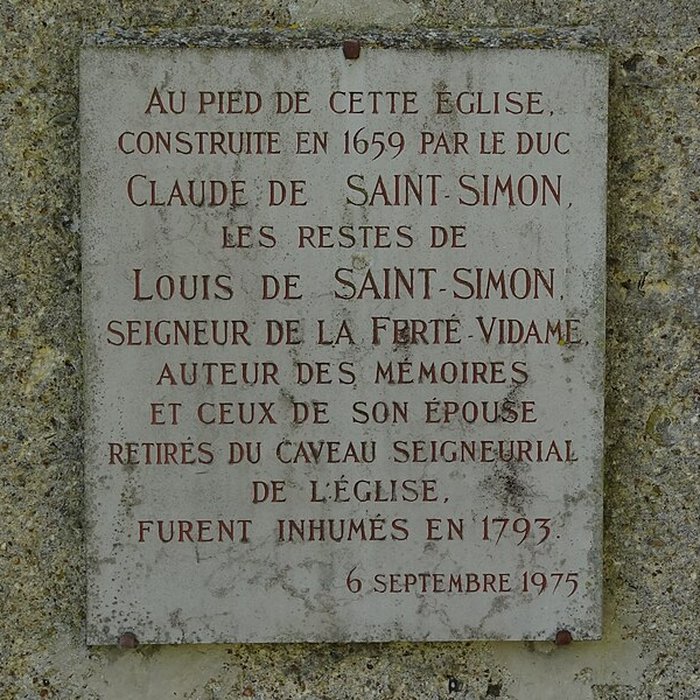 AU PIED DE CETTE ÉGLISE,
CONSTRUITE EN 1659 PAR LE DUC
CLAUDE DE SAINT-SIMON,
LES RESTES DE
LOUIS DE SAINT-SIMON,
SEIGNEUR DE LA FERTÉ-VIDAME,
AUTEUR DES MÉMOIRES
ET CEUX DE SON ÉPOUSE
RETIRÉS DU CAVEAU SEIGNEURIAL
DE L'ÉGLISE,
FURENT INHUMÉS EN 1793.
6 SEPTEMBRE 1975